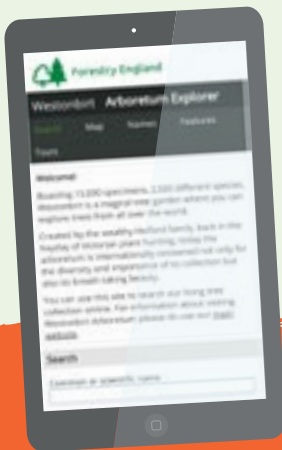 Forestry England
Westonbirt Arboretum Explorer
Search Map Names Features
Tours
Welcome!
Boasting 15,000 specimens, 2,500 different species,
Westonbirt is a magical tree garden where you can
explore trees from all over the world.
Created by the wealthy Holford family, back in the
heyday of Victorian plant hunting, today the
arboretum is internationally renowned not only for
the diversity and importance of its collection but
also its breath-taking beauty.
You can use this site to search our living tree
collection online. For information about visiting
Westonbirt Arboretum please do use our main
website.
Search
Common or scientific name